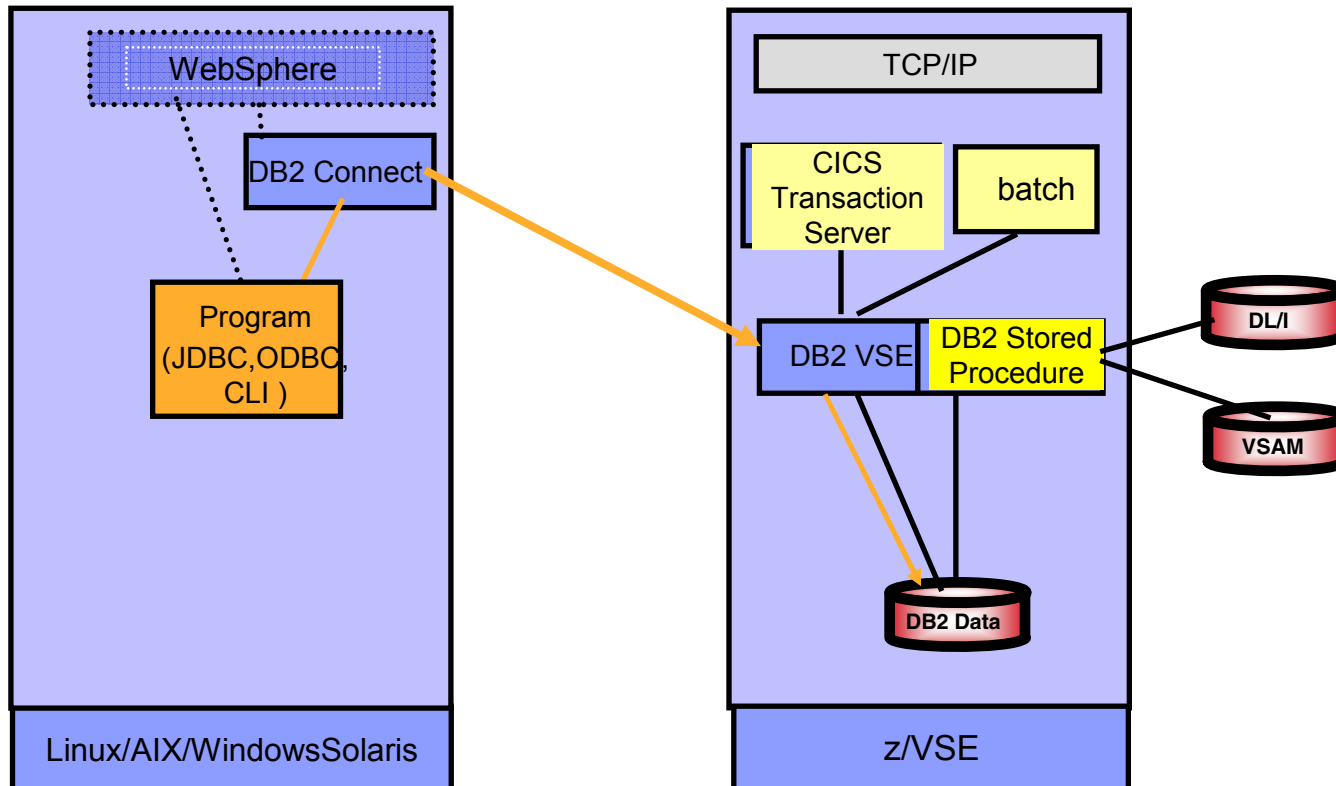 WebSphere
DB2 Connect
Program
(JDBC,ODBC,
CLI )
Linux/AIX/WindowsSolaris
TCP/IP
CICS
Transaction
Server
batch
DB2 VSE
DB2 Stored
Procedure
DL/I
VSAM
DB2 Data
z/VSE